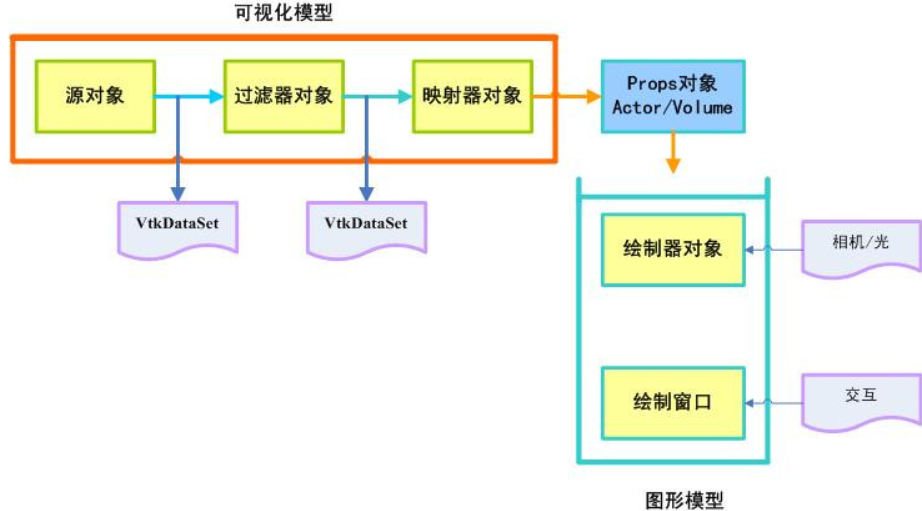 可视化模型
源对象
过滤器对象
映射器对象
Props对象
Actor/Volume
VtkDataSet
VtkDataSet
绘制器对象
相机/光
绘制窗口
交互
图形模型